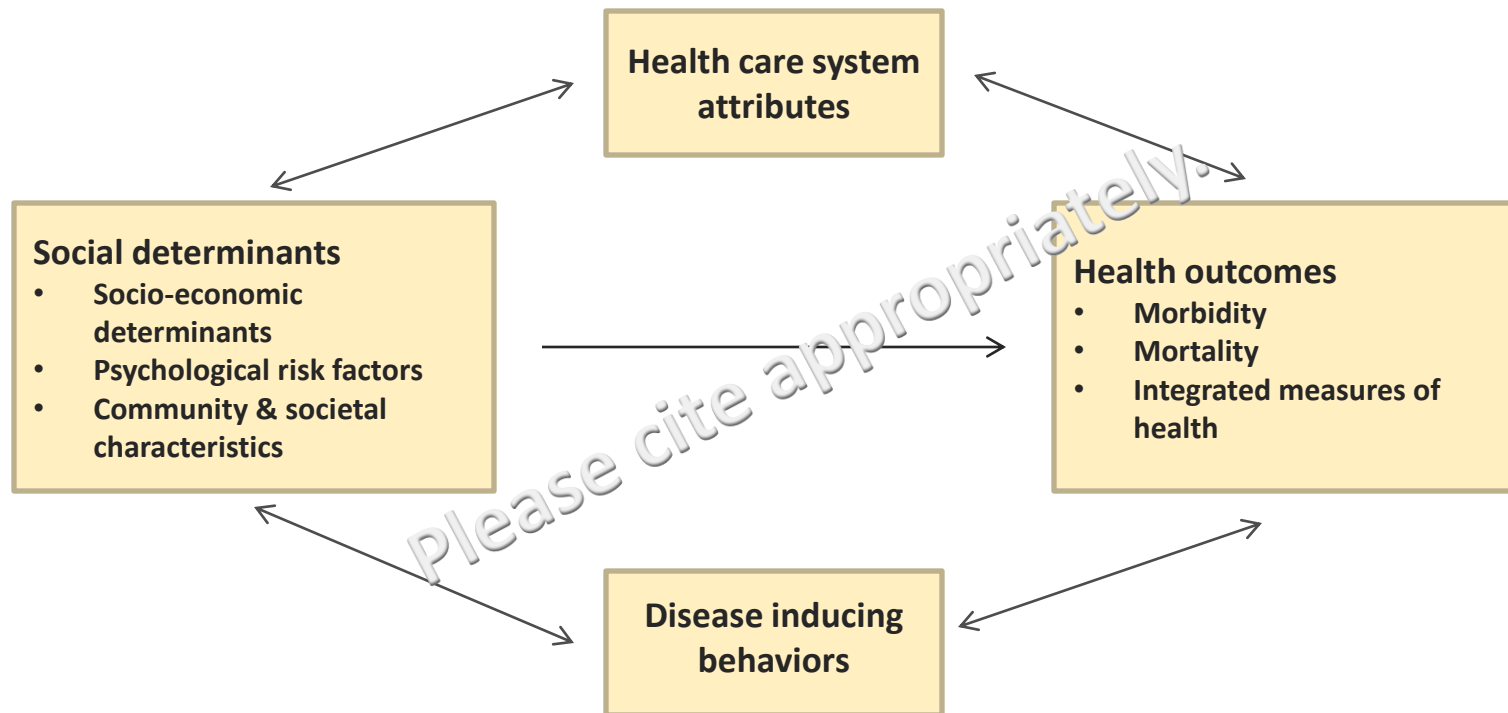 Health care system
attributes
Social determinants
• Socio-economic
determinants
• Psychological risk factors
• Community & societal
characteristics
Health outcomes
• Morbidity
• Mortality
• Integrated measures of
health
Please cite appropriately.
Disease inducing
behaviors